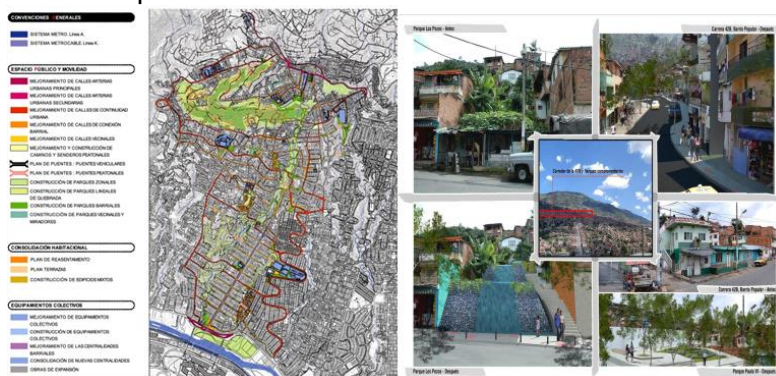 CONVENCIONES GENERALES
SISTEMA METRO. Línea A.
SISTEMA METROCABLE. Línea K.
ESPACIO PÚBLICO Y MOVILIDAD
MEJORAMIENTO DE CALLES ARTERIAS
URBANAS PRINCIPALES
MEJORAMIENTO DE CALLES ARTERIAS
URBANAS SECUNDARIAS
MEJORAMIENTO DE CALLES DE CONTINUIDAD
URBANA
MEJORAMIENTO DE CALLES DE CONEXIÓN
BARRIAL
MEJORAMIENTO DE CALLES VECINALES
MEJORAMIENTO Y CONSTRUCCIÓN DE
CAMINOS Y SENDEROS PEATONALES
PLAN DE PUENTES : PUENTES VEHICULARES
PLAN DE PUENTES : PUENTES PEATONALES
CONSTRUCCIÓN DE PARQUES ZONALES
CONSTRUCCIÓN DE PARQUES LINEALES
DE QUEBRADA
CONSTRUCCIÓN DE PARQUES BARRIALES
CONSTRUCCIÓN DE PARQUES VECINALES Y
MIRADORES
CONSOLIDACIÓN HABITACIONAL
PLAN DE REASENTAMIENTO
PLAN TERRAZAS
CONSTRUCCIÓN DE EDIFICIOS MIXTOS
EQUIPAMIENTOS COLECTIVOS
MEJORAMIENTO DE EQUIPAMIENTOS
COLECTIVOS
CONSTRUCCIÓN DE EQUIPAMIENTOS
COLECTIVOS
MEJORAMIENTO DE LAS CENTRALIDADES
BARRIALES
CONSOLIDACIÓN DE NUEVAS CENTRALIDADES
OBRAS DE EXPANSIÓN
Parque Los Pozos - Antes
Carrera 42B, Barrio Popular - Después
Carrera 42B, Barrio Popular - Antes
Parque Los Pozos - Después
Parque Paulo VI - Después